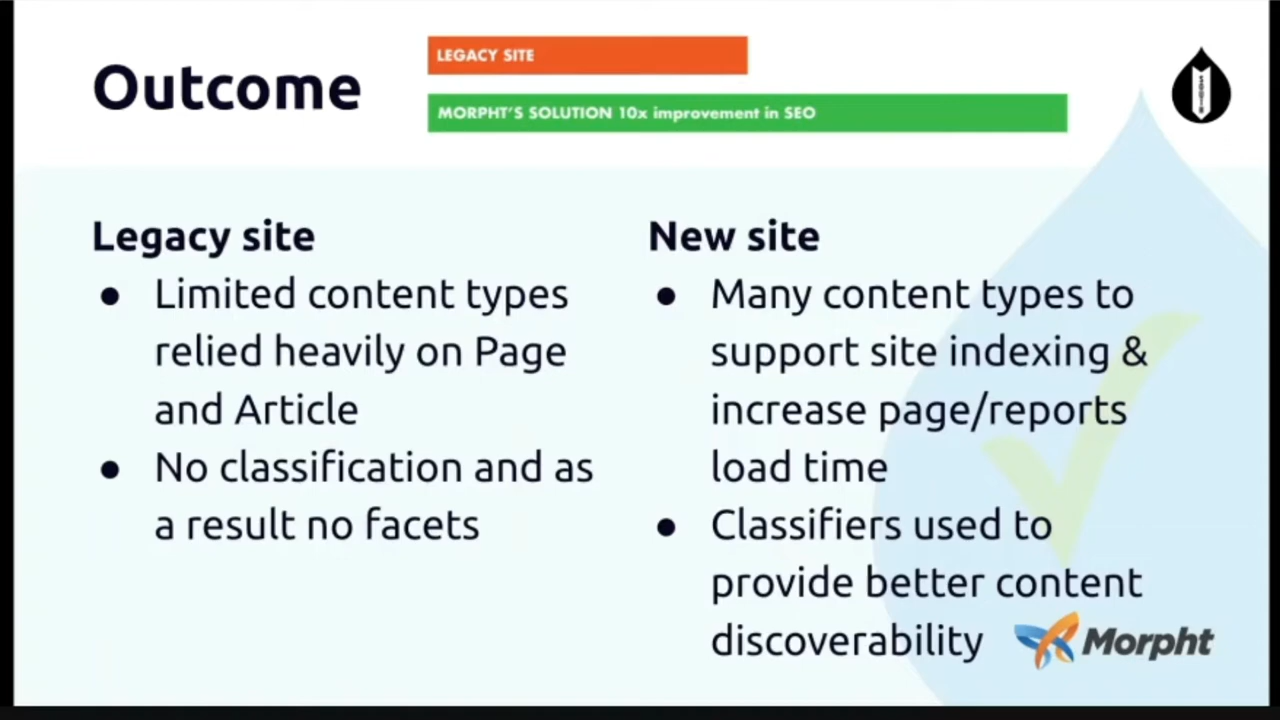 Outcome
LEGACY SITE
MORPHT'S SOLUTION 10x improvement in SEO
Legacy site
● Limited content types
relied heavily on Page
and Article
● No classification and as
a result no facets
New site
● Many content types to
support site indexing &
increase page/reports
load time
● Classifiers used to
provide better content
discoverability
Morpht